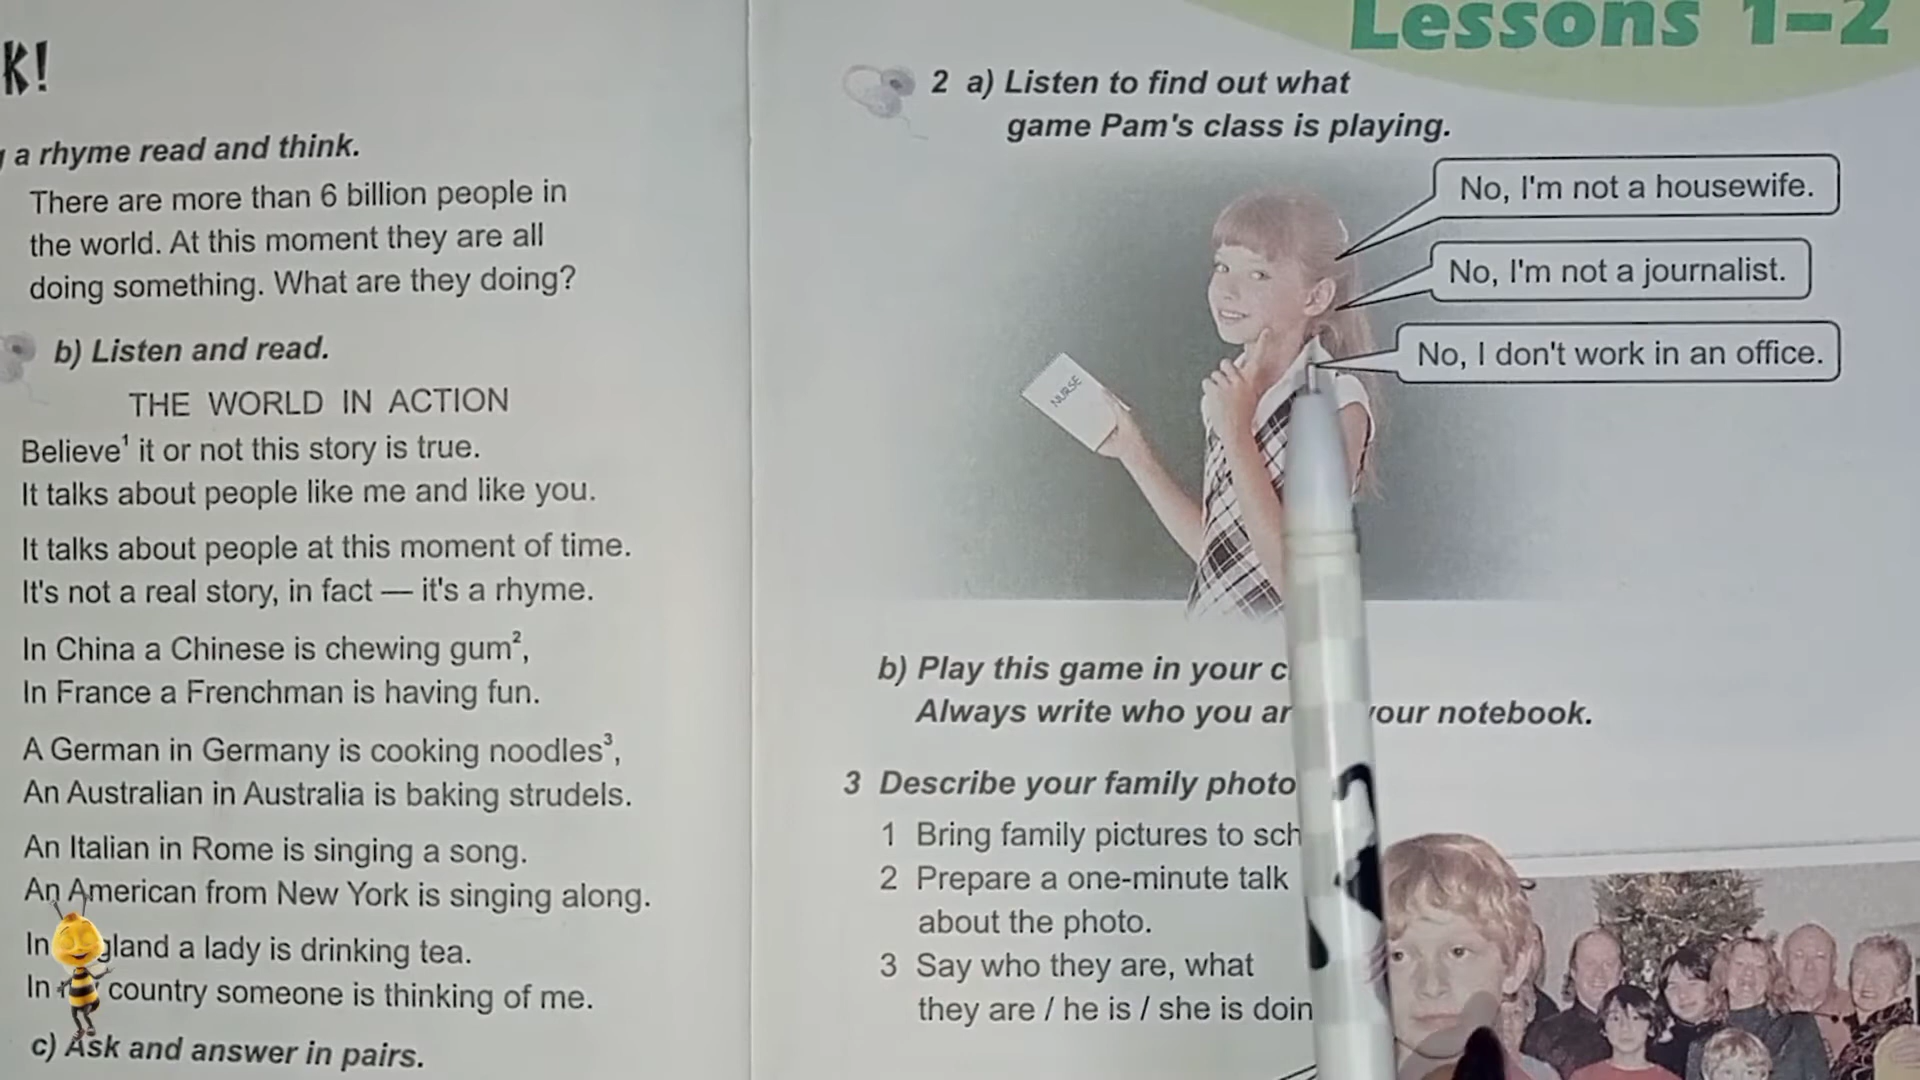 K!
a rhyme read and think.
There are more than 6 billion people in
the world. At this moment they are all
doing something. What are they doing?
b) Listen and read.
THE WORLD IN ACTION
Believe¹ it or not this story is true.
It talks about people like me and like you.
It talks about people at this moment of time.
It's not a real story, in fact — it's a rhyme.
In China a Chinese is chewing gum²,
In France a Frenchman is having fun.
A German in Germany is cooking noodles³,
An Australian in Australia is baking strudels.
An Italian in Rome is singing a song.
An American from New York is singing along.
In gland a lady is drinking tea.
In country someone is thinking of me.
c) Ask and answer in pairs.
Lessons 1–2
2 a) Listen to find out what
game Pam's class is playing.
No, I'm not a housewife.
No, I'm not a journalist.
No, I don't work in an office.
NURSE
b) Play this game in your
Always write who you your notebook.
3 Describe your family photo
1 Bring family pictures to
2 Prepare a one-minute talk
about the photo.
3 Say who they are, what
they are / he is / she is doin